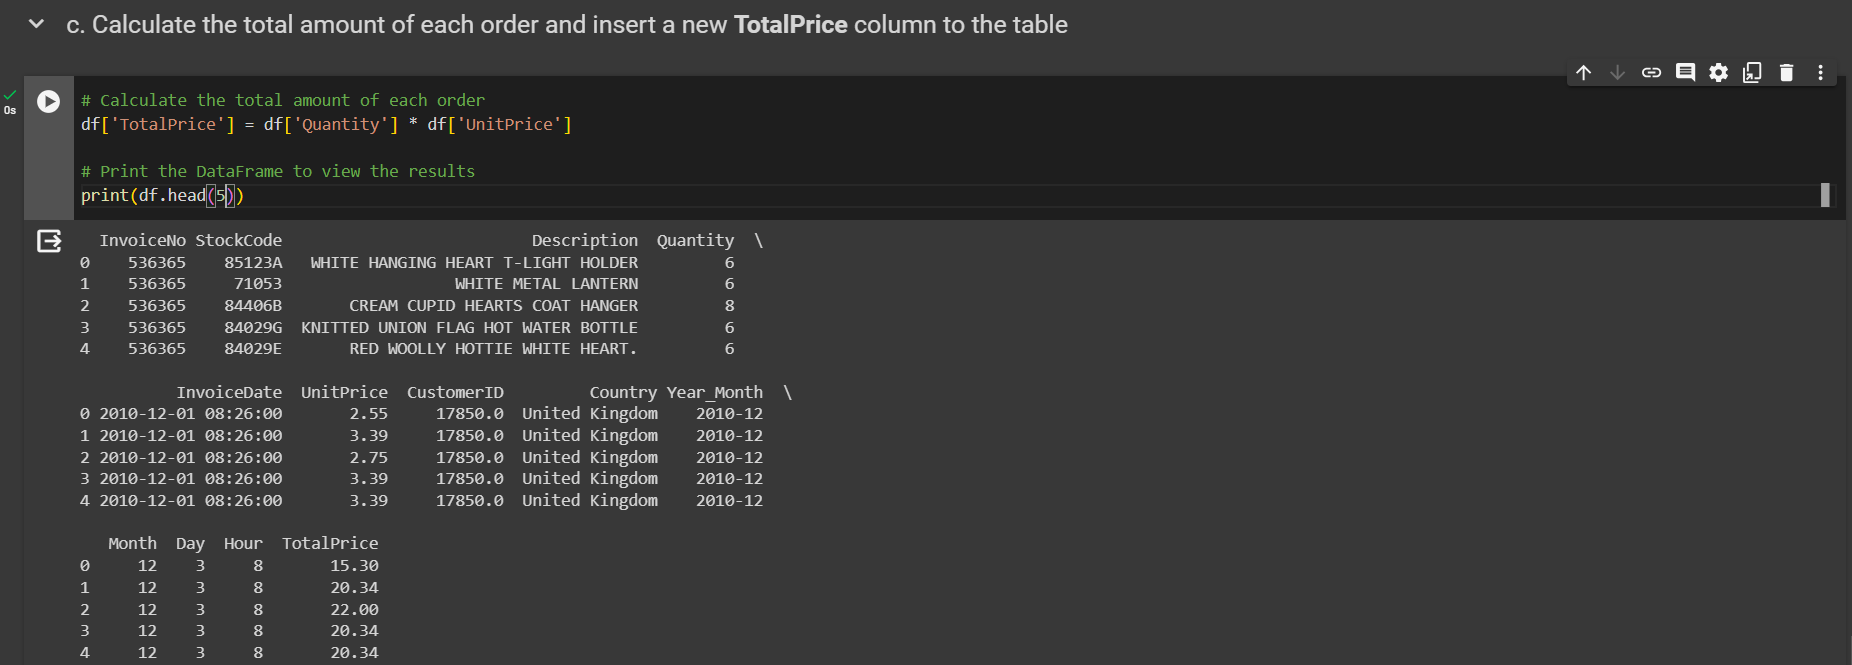 c. Calculate the total amount of each order and insert a new TotalPrice column to the table
0s
# Calculate the total amount of each order
df['TotalPrice'] = df['Quantity'] * df['UnitPrice']
# Print the DataFrame to view the results
print(df.head(5))
InvoiceNo StockCode Description Quantity \
0 536365 85123A WHITE HANGING HEART T-LIGHT HOLDER 6
1 536365 71053 WHITE METAL LANTERN 6
2 536365 84406B CREAM CUPID HEARTS COAT HANGER 8
3 536365 84029G KNITTED UNION FLAG HOT WATER BOTTLE 6
4 536365 84029E RED WOOLLY HOTTIE WHITE HEART. 6
InvoiceDate UnitPrice CustomerID Country Year_Month \
0 2010-12-01 08:26:00 2.55 17850.0 United Kingdom 2010-12
1 2010-12-01 08:26:00 3.39 17850.0 United Kingdom 2010-12
2 2010-12-01 08:26:00 2.75 17850.0 United Kingdom 2010-12
3 2010-12-01 08:26:00 3.39 17850.0 United Kingdom 2010-12
4 2010-12-01 08:26:00 3.39 17850.0 United Kingdom 2010-12
Month Day Hour TotalPrice
0 12 3 8 15.30
1 12 3 8 20.34
2 12 3 8 22.00
3 12 3 8 20.34
4 12 3 8 20.34